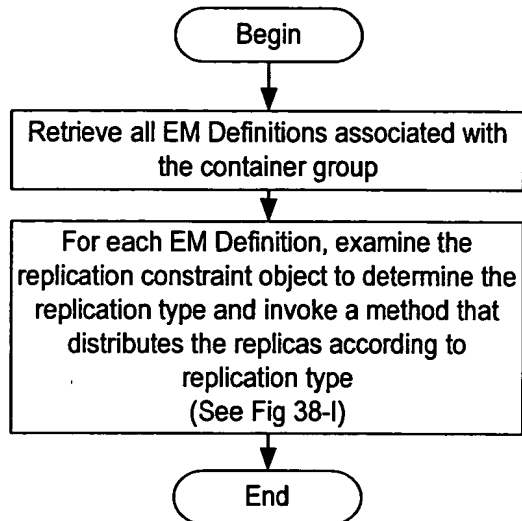 Begin
Retrieve all EM Definitions associated with
the container group
For each EM Definition, examine the
replication constraint object to determine the
replication type and invoke a method that
distributes the replicas according to
replication type
(See Fig 38-I)
End